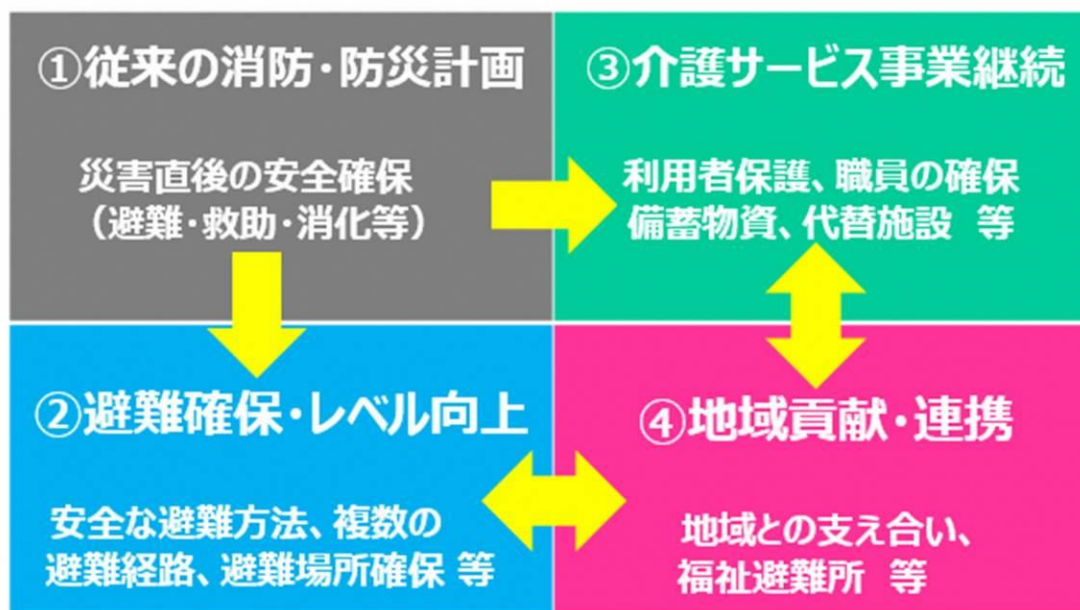 ①従来の消防・防災計画
災害直後の安全確保
（避難・救助・消化等）
②避難確保・レベル向上
安全な避難方法、複数の
避難経路、避難場所確保 等
③介護サービス事業継続
利用者保護、職員の確保
備蓄物資、代替施設 等
④地域貢献・連携
地域との支え合い、
福祉避難所 等